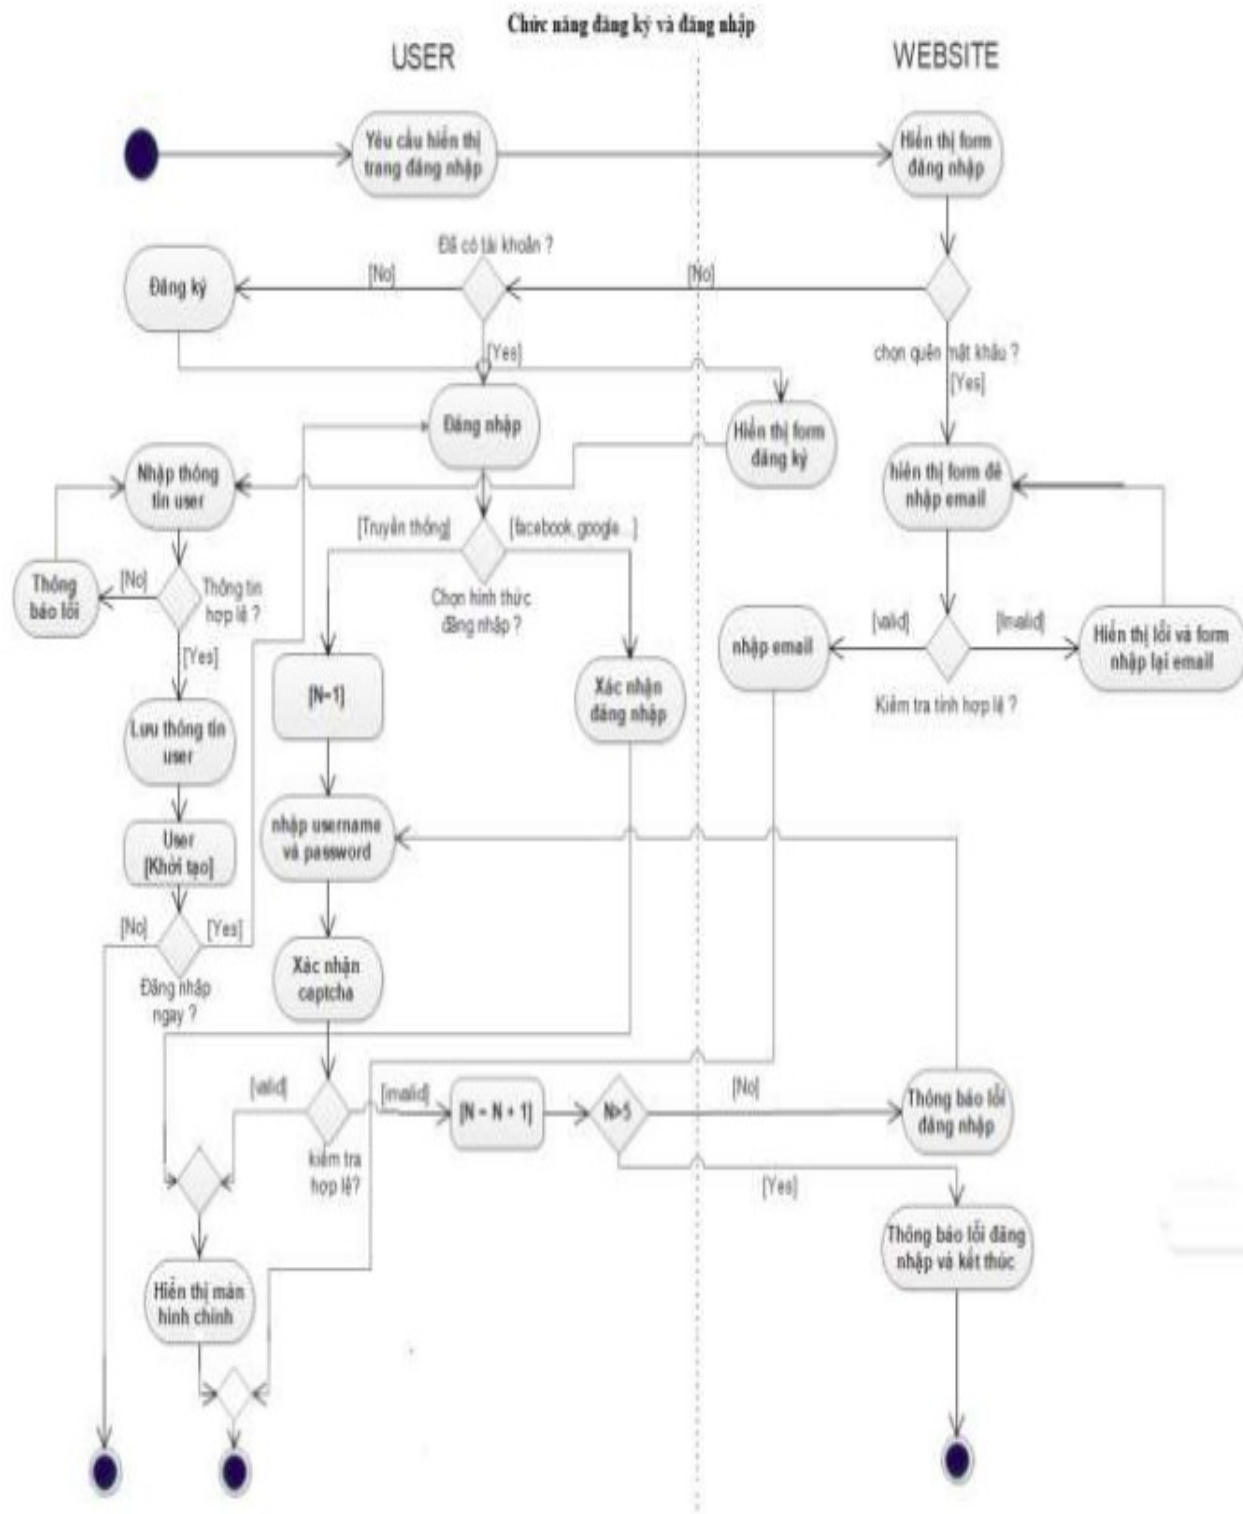 Chức năng đăng ký và đăng nhập
USER
WEBSITE
Yêu cầu hiển thị
trang đăng nhập
Hiển thị form
đăng nhập
Đã có tài khoản ?
[No]
[No]
Đăng ký
[Yes]
chọn quên mật khẩu ?
[Yes]
Đăng nhập
Hiển thị form
đăng ký
Nhập thông
tin user
hiển thị form để
nhập email
[Truyền thống]
[facebook, google...]
Chọn hình thức
đăng nhập ?
[No]
Thông
báo lỗi
Thông tin
hợp lệ ?
[Yes]
[valid]
[Invalid]
nhập email
Hiển thị lỗi và form
nhập lại email
Kiểm tra tính hợp lệ ?
[N=1]
Xác nhận
đăng nhập
Lưu thông tin
user
nhập username
và password
User
[Khởi tạo]
[No]
[Yes]
Đăng nhập
ngay ?
Xác nhận
captcha
[valid]
[invalid]
[N = N + 1]
N>5
[No]
Thông báo lỗi
đăng nhập
kiểm tra
hợp lệ?
[Yes]
Thông báo lỗi đăng
nhập và kết thúc
Hiển thị màn
hình chính